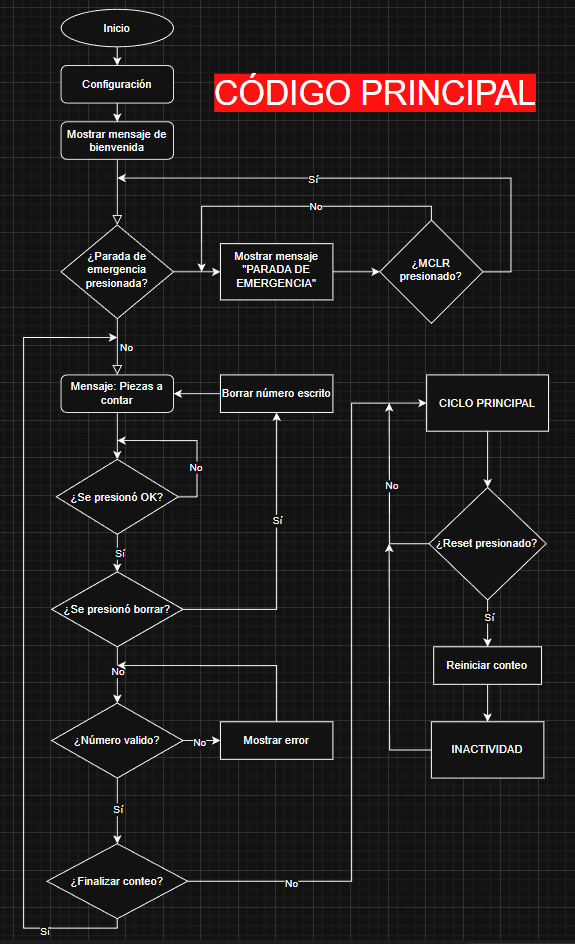 Inicio
Configuración
CÓDIGO PRINCIPAL
Mostrar mensaje de
bienvenida
Sí
No
¿Parada de
emergencia
presionada?
Mostrar mensaje
"PARADA DE
EMERGENCIA"
¿MCLR
presionado?
No
Mensaje: Piezas a
contar
Borrar número escrito
CICLO PRINCIPAL
No
¿Se presionó OK?
No
Sí
¿Reset presionado?
Sí
¿Se presionó borrar?
Sí
No
Reiniciar conteo
¿Número valido?
No
Mostrar error
INACTIVIDAD
Sí
¿Finalizar conteo?
No
Sí